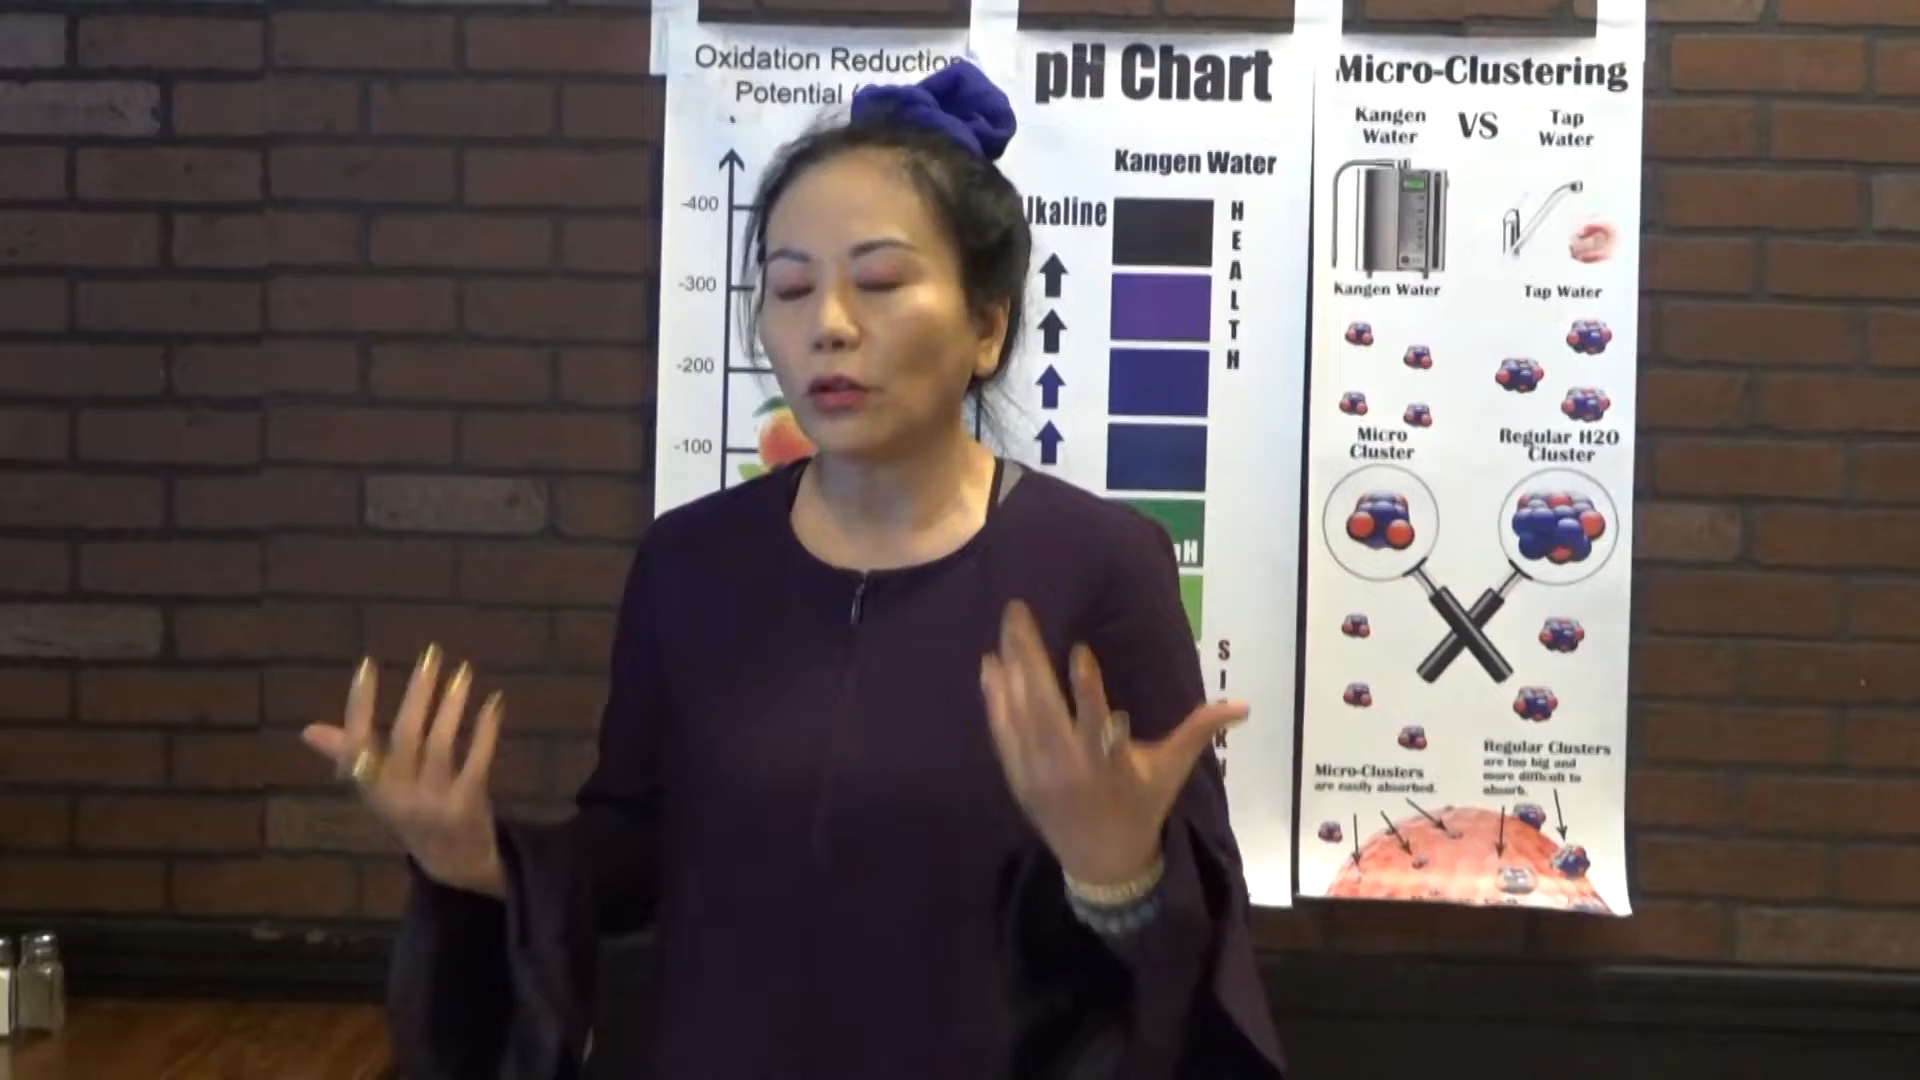 Oxidation Reduction
Potential
-400
-300
-200
-100
pH Chart
Kangen Water
lkaline
H
E
A
L
T
H
pH
S
I
K
Micro-Clustering
Kangen
Water
VS
Tap
Water
Kangen Water
Tap Water
Micro
Cluster
Regular H2O
Cluster
Regular Clusters
are too big and
more difficult to
absorb.
Micro-Clusters
are easily absorbed.